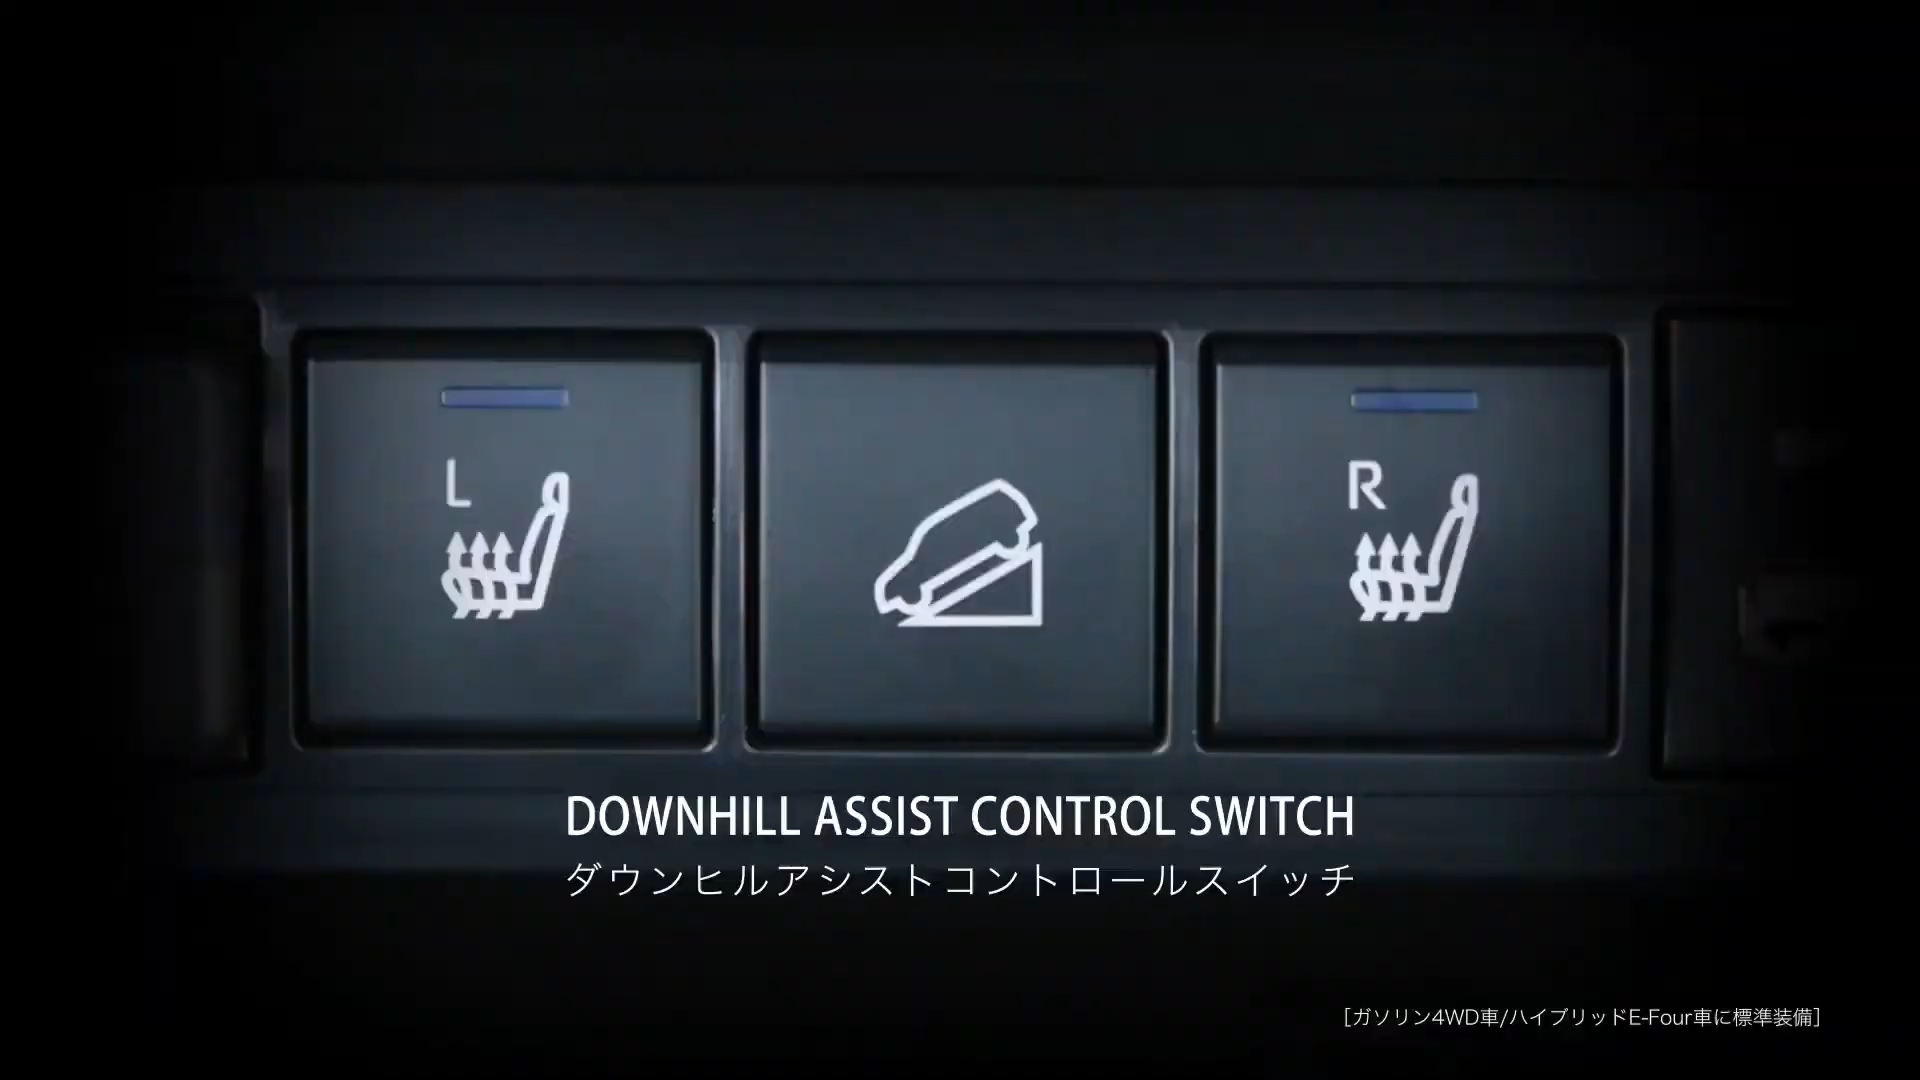 L
R
DOWNHILL ASSIST CONTROL SWITCH
ダウンヒルアシストコントロールスイッチ
[ガソリン4WD車/ハイブリッドE-Four車に標準装備]